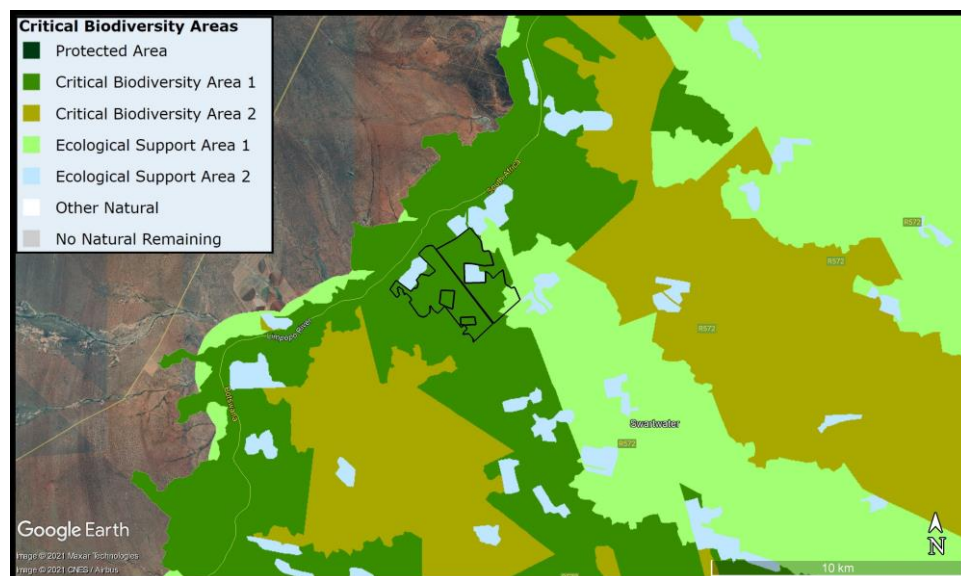 Critical Biodiversity Areas
Protected Area
Critical Biodiversity Area 1
Critical Biodiversity Area 2
Ecological Support Area 1
Ecological Support Area 2
Other Natural
No Natural Remaining
South Africa
R572
R572
Limpopo River
R572
Botswana
Swartwater
R572
Google Earth
Image © 2021 Maxar Technologies
Image © 2021 CNES / Airbus
N
10 km